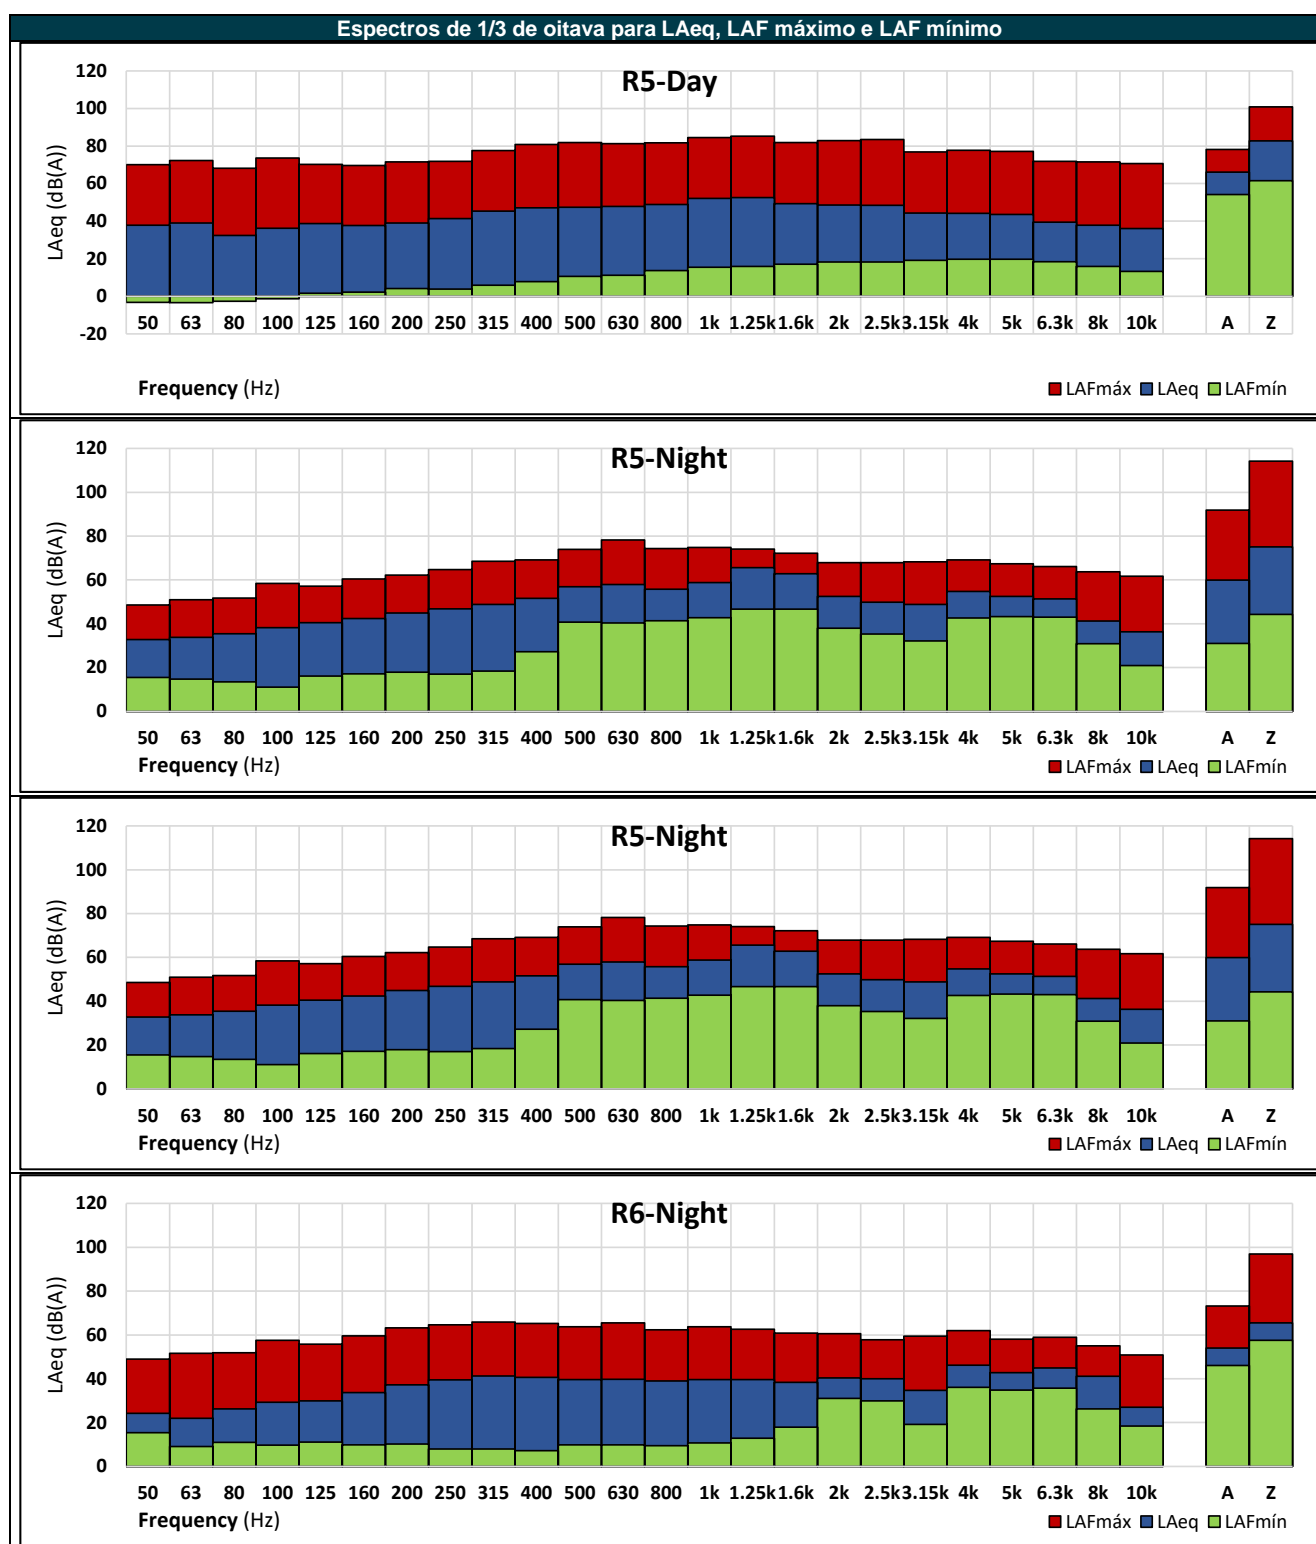 Espectros de 1/3 de oitava para LAeq, LAF máximo e LAF mínimo
R5-Day
LAeq (dB(A))
120
100
80
60
40
20
0
-20
50 63 80 100 125 160 200 250 315 400 500 630 800 1k 1.25k 1.6k 2k 2.5k 3.15k 4k 5k 6.3k 8k 10k A Z
Frequency (Hz)
LAFmáx LAeq LAFmín
R5-Night
LAeq (dB(A))
120
100
80
60
40
20
0
50 63 80 100 125 160 200 250 315 400 500 630 800 1k 1.25k 1.6k 2k 2.5k 3.15k 4k 5k 6.3k 8k 10k A Z
Frequency (Hz)
LAFmáx LAeq LAFmín
R5-Night
LAeq (dB(A))
120
100
80
60
40
20
0
50 63 80 100 125 160 200 250 315 400 500 630 800 1k 1.25k 1.6k 2k 2.5k 3.15k 4k 5k 6.3k 8k 10k A Z
Frequency (Hz)
LAFmáx LAeq LAFmín
R6-Night
LAeq (dB(A))
120
100
80
60
40
20
0
50 63 80 100 125 160 200 250 315 400 500 630 800 1k 1.25k 1.6k 2k 2.5k 3.15k 4k 5k 6.3k 8k 10k A Z
Frequency (Hz)
LAFmáx LAeq LAFmín